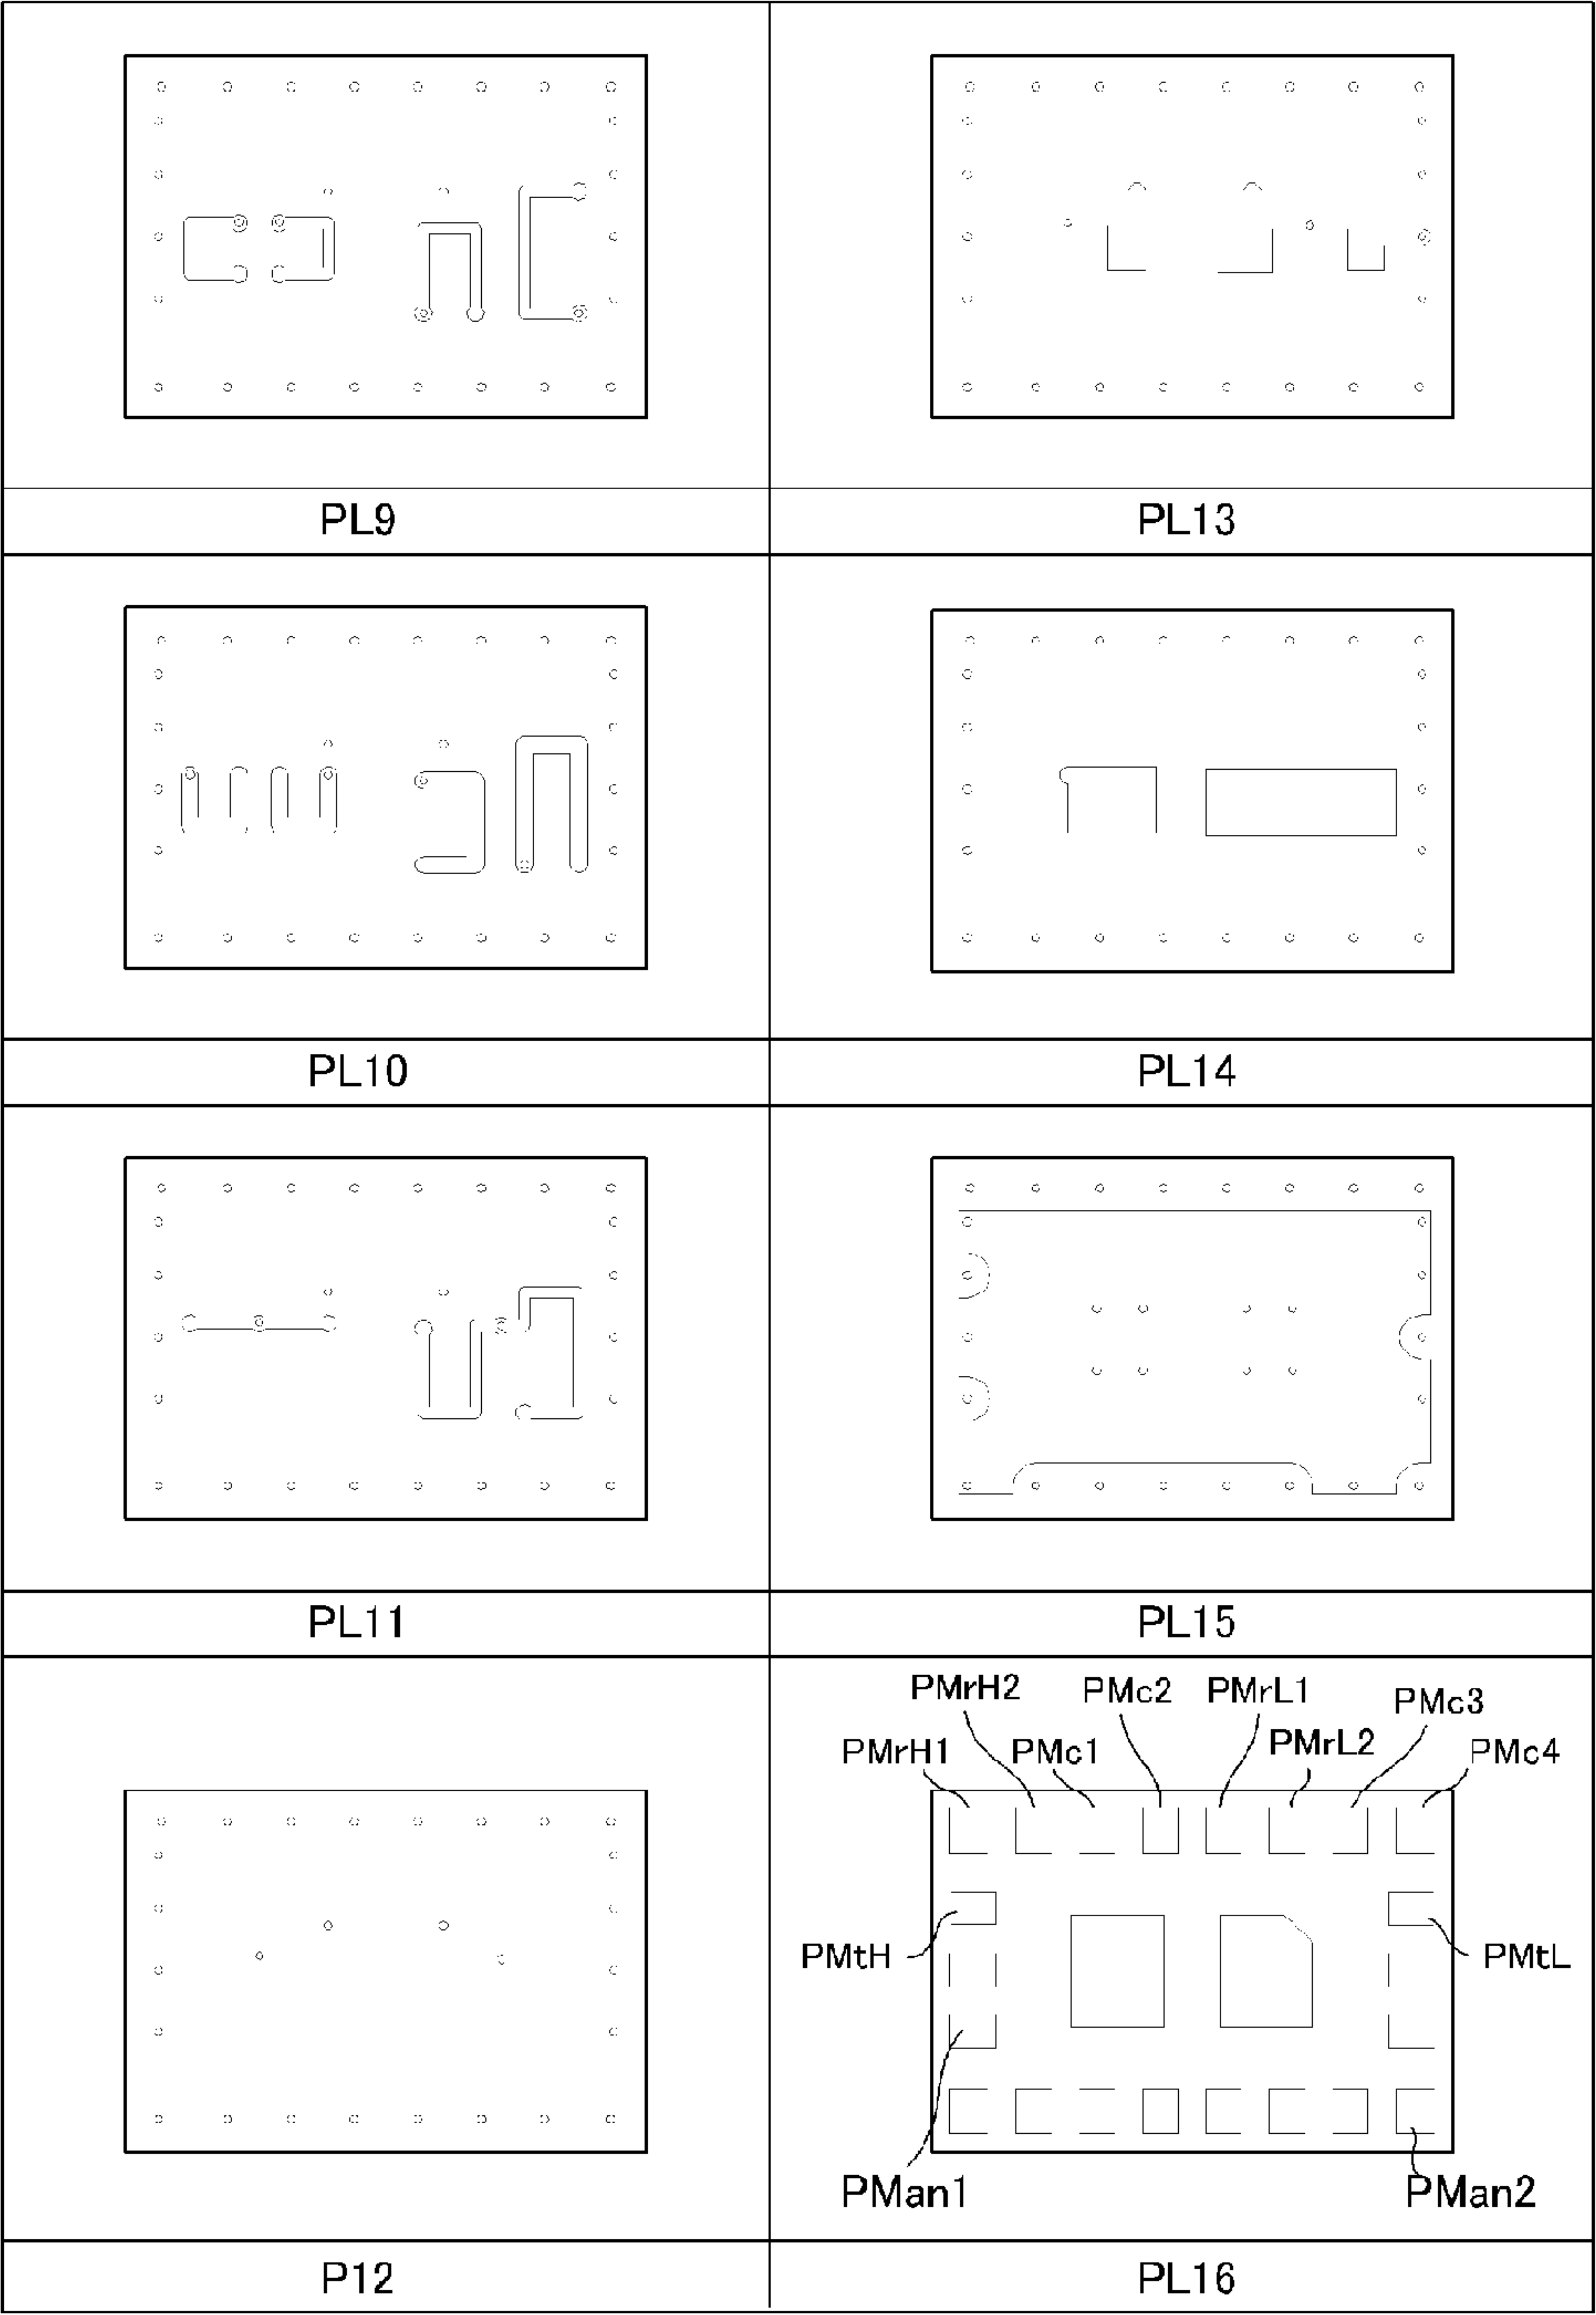 PL9
PL13
PL10
PL14
PL11
PL15
PMrH2 PMc2 PMrL1 PMc3
PMrH1 PMc1 PMrL2 PMc4
PMtH PMtL
PMan1 PMan2
P12
PL16